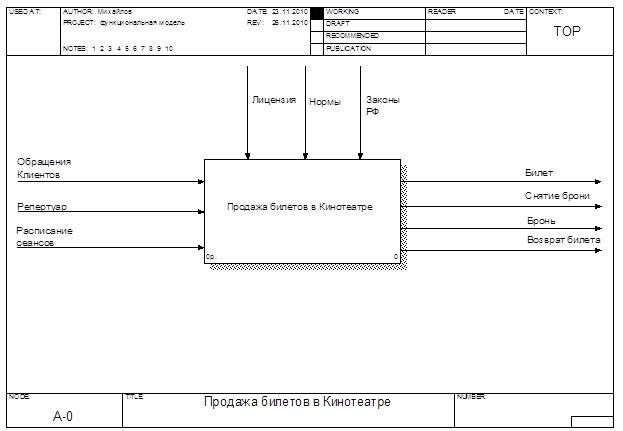 USED AT: AUTHOR: Михайлов DATE: 23.11.2010 WORKING READER DATE CONTEXT:
PROJECT: функциональная модель REV: 26.11.2010 DRAFT
RECOMMENDED
NOTES: 1 2 3 4 5 6 7 8 9 10 PUBLICATION
TOP
Лицензия
Нормы
Законы
РФ
Обращения
Клиентов
Репертуар
Расписание
сеансов
Продажа билетов в Кинотеатре
0р.
0
Билет
Снятие брони
Бронь
Возврат билета
NODE: TITLE: NUMBER:
A-0
Продажа билетов в Кинотеатре